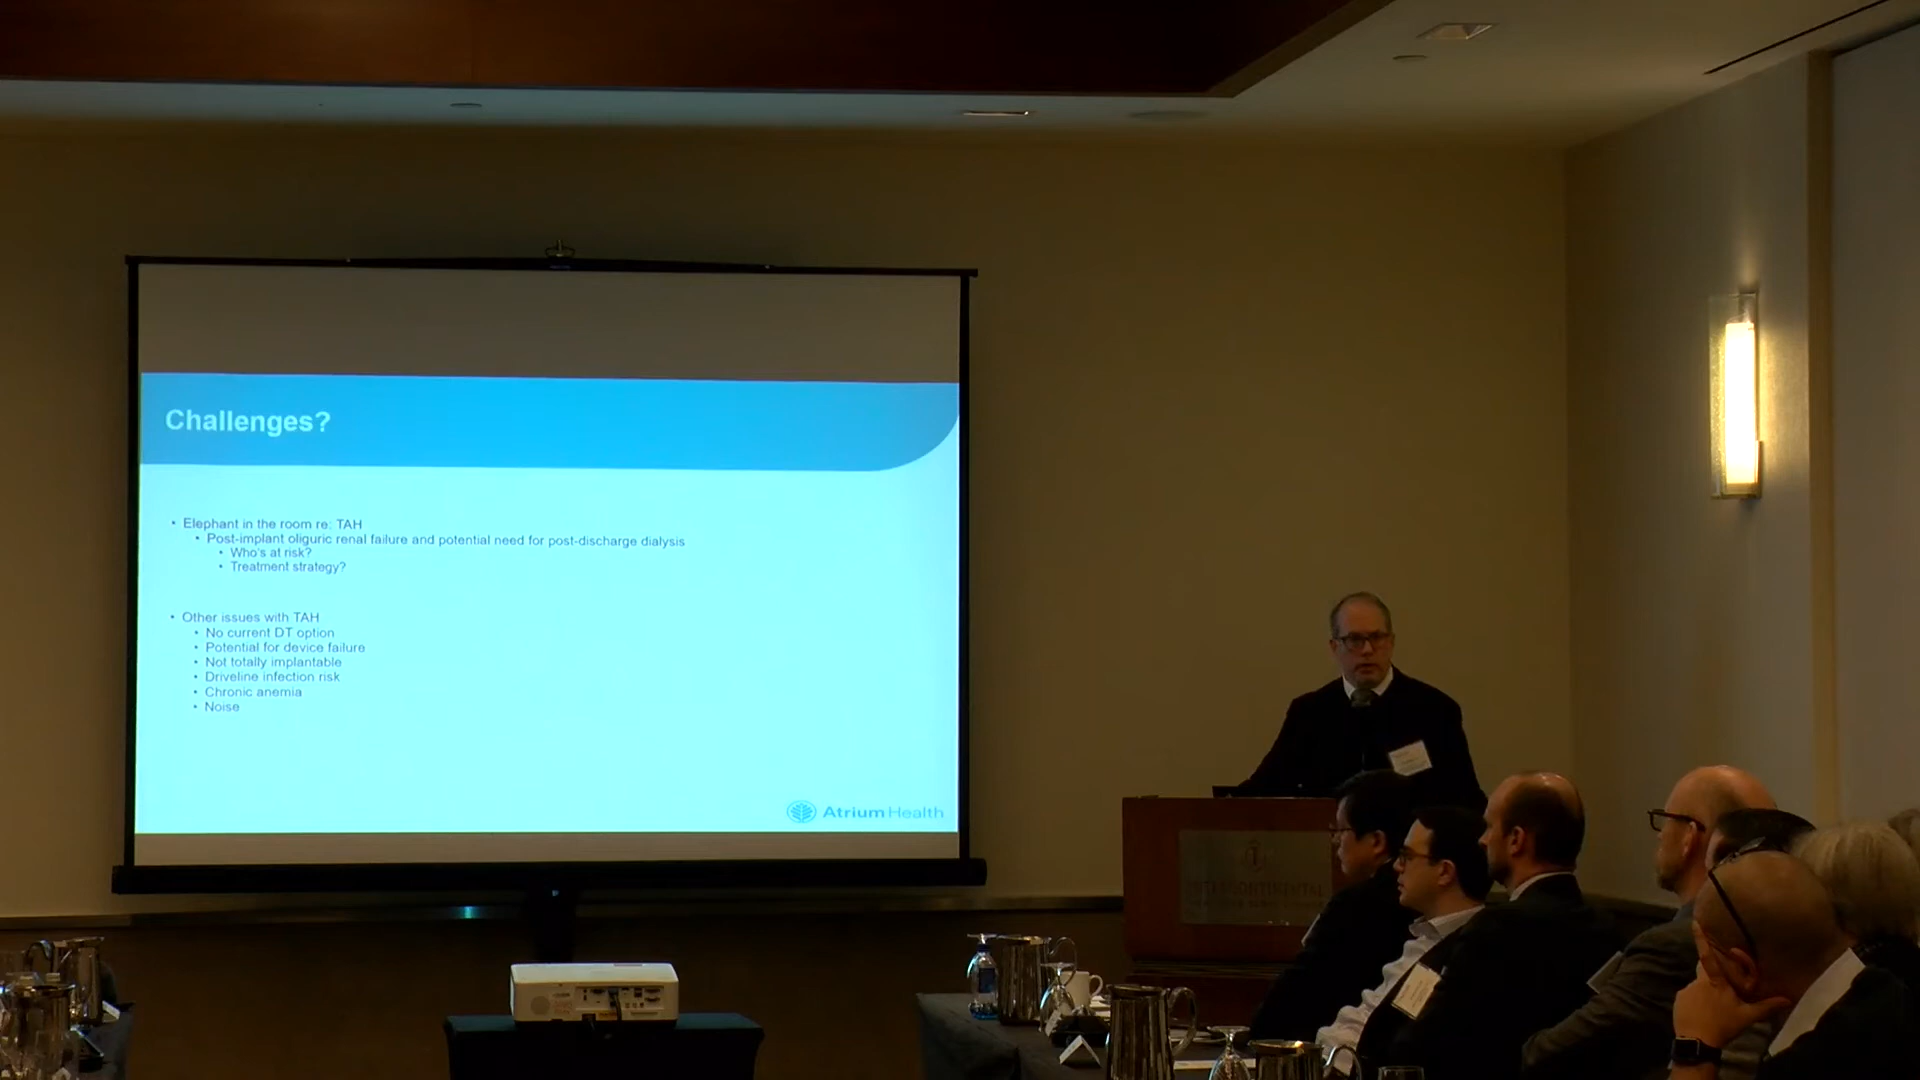 Challenges?
• Elephant in the room re: TAH
• Post-implant oliguric renal failure and potential need for post-discharge dialysis
• Who's at risk?
• Treatment strategy?
• Other issues with TAH
• No current DT option
• Potential for device failure
• Not totally implantable
• Driveline infection risk
• Chronic anemia
• Noise
Atrium Health
INTERCONTINENTAL